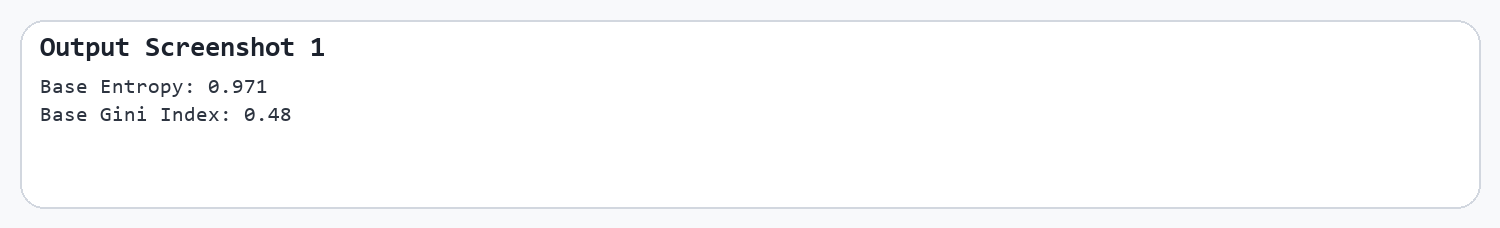 Output Screenshot 1
Base Entropy: 0.971
Base Gini Index: 0.48